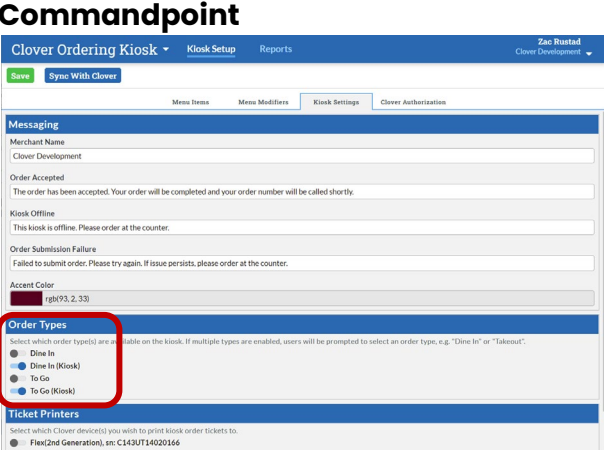 Commandpoint
Clover Ordering Kiosk Kiosk Setup Reports
Zac Rustad
Clover Development
Save Sync With Clover
Menu Items Menu Modifiers Kiosk Settings Clover Authorization
Messaging
Merchant Name
Clover Development
Order Accepted
The order has been accepted. Your order will be completed and your order number will be called shortly.
Kiosk Offline
This kiosk is offline. Please order at the counter.
Order Submission Failure
Failed to submit order. Please try again. If issue persists, please order at the counter.
Accent Color
rgb(93, 2, 33)
Order Types
Select which order type(s) are available on the kiosk. If multiple types are enabled, users will be prompted to select an order type, e.g. "Dine In" or "Takeout".
Dine In
Dine In (Kiosk)
To Go
To Go (Kiosk)
Ticket Printers
Select which Clover device(s) you wish to print kiosk order tickets to.
Flex(2nd Generation), sn: C143UT14020166